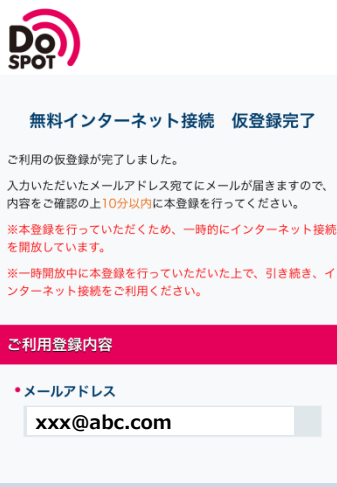 Do
SPOT
無料インターネット接続　仮登録完了
ご利用の仮登録が完了しました。
入力いただいたメールアドレス宛てにメールが届きますので、
内容をご確認の上10分以内に本登録を行ってください。
※本登録を行っていただくため、一時的にインターネット接続
を開放しています。
※一時開放中に本登録を行っていただいた上で、引き続き、イ
ンターネット接続をご利用ください。
ご利用登録内容
メールアドレス
xxx@abc.com